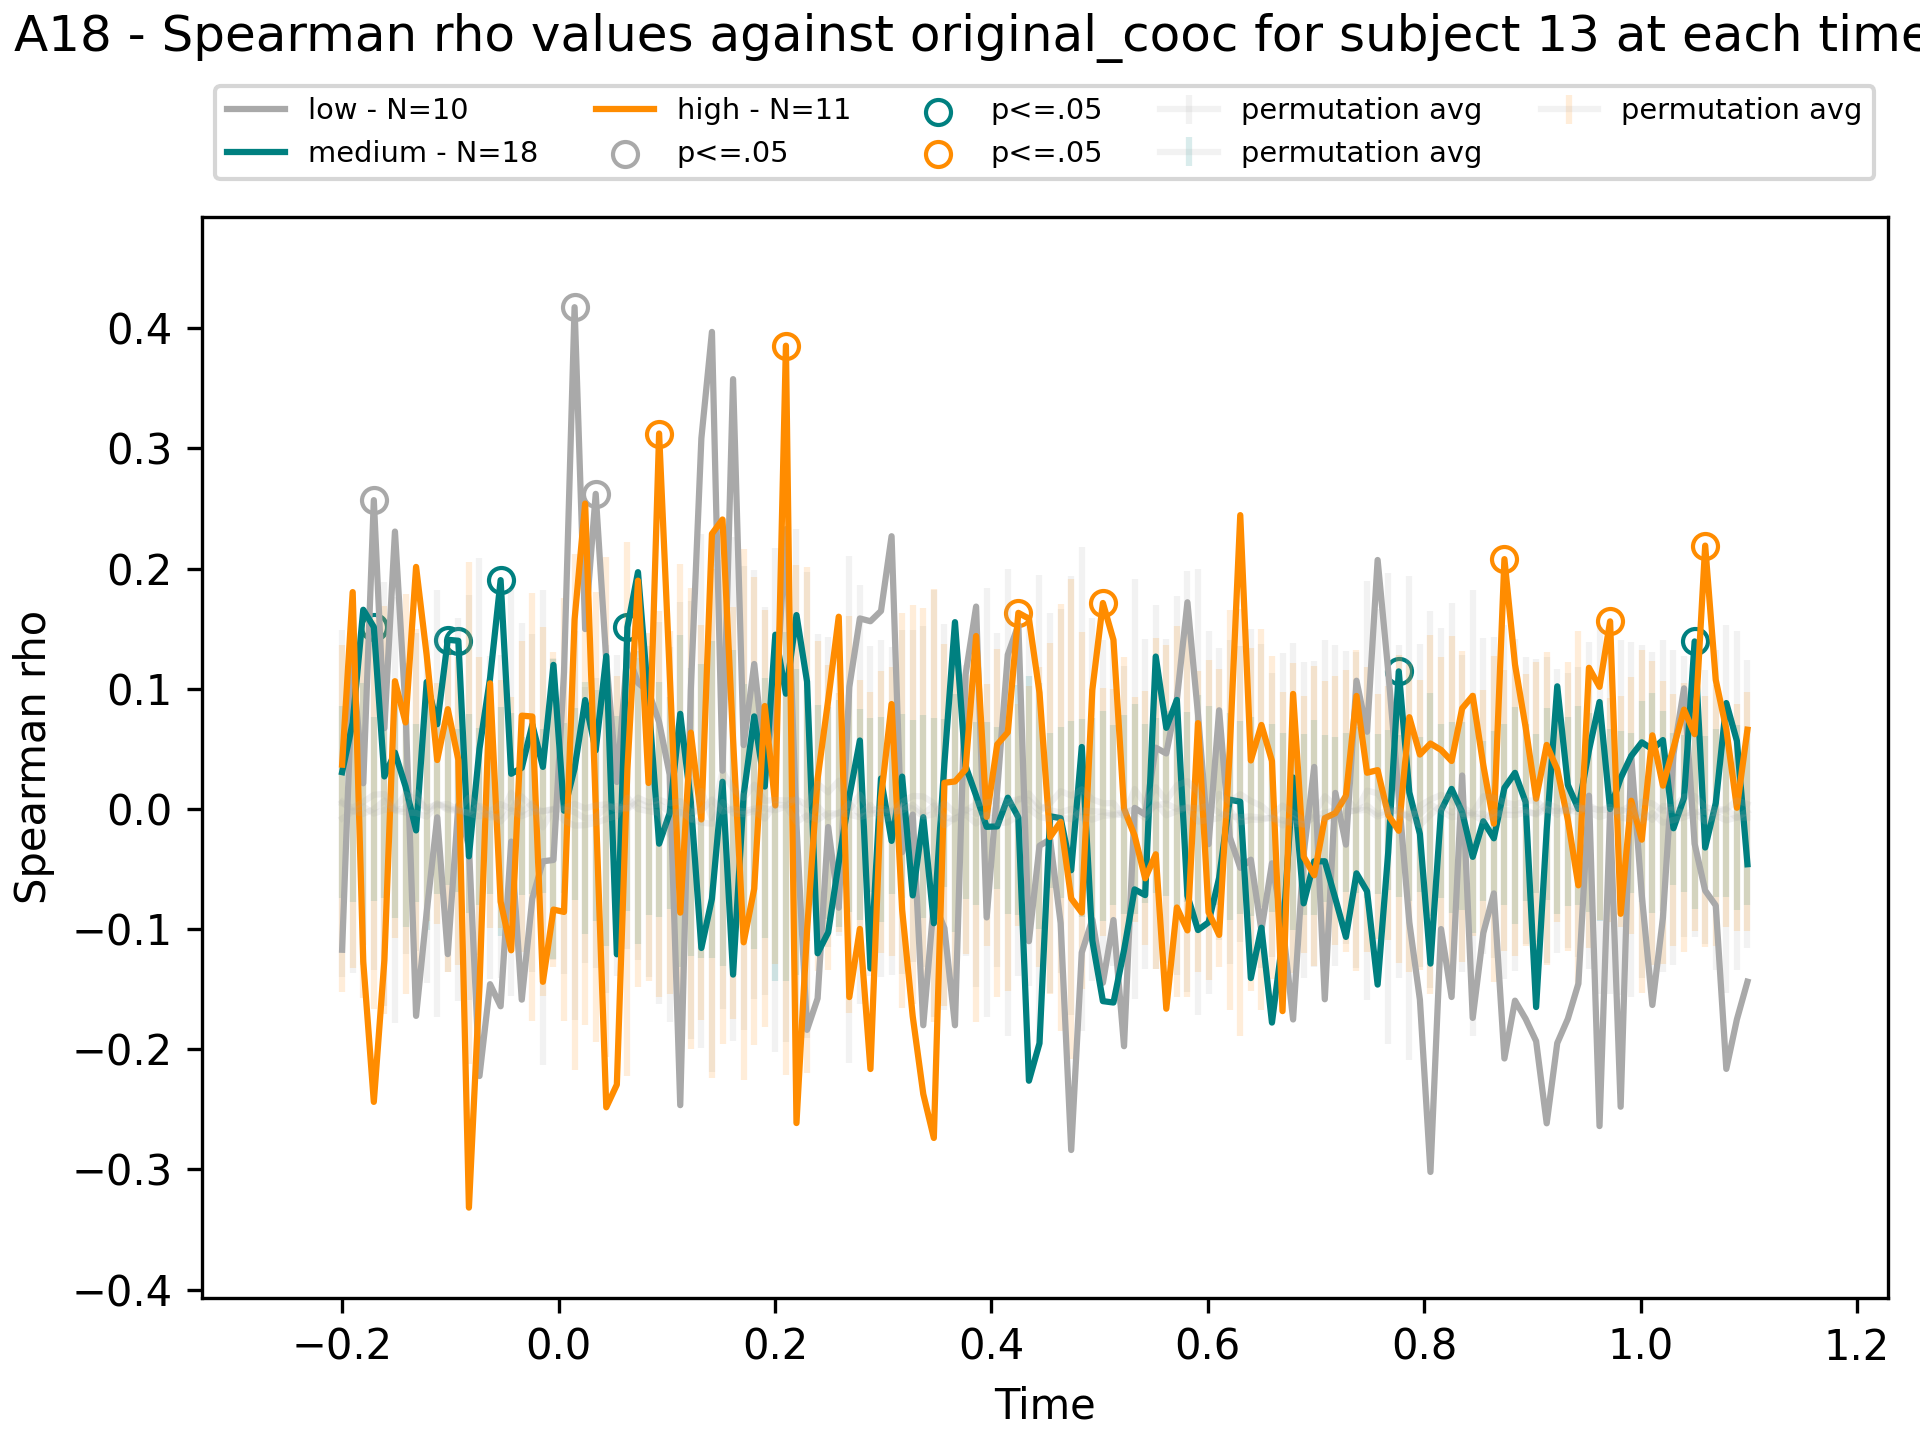 A18 - Spearman rho values against original_cooc for subject 13 at each time
low - N=10 high - N=11 p<=.05 permutation avg permutation avg
medium - N=18 p<=.05 p<=.05 permutation avg
Spearman rho
0.4
0.3
0.2
0.1
0.0
−0.1
−0.2
−0.3
−0.4
−0.2 0.0 0.2 0.4 0.6 0.8 1.0 1.2
Time